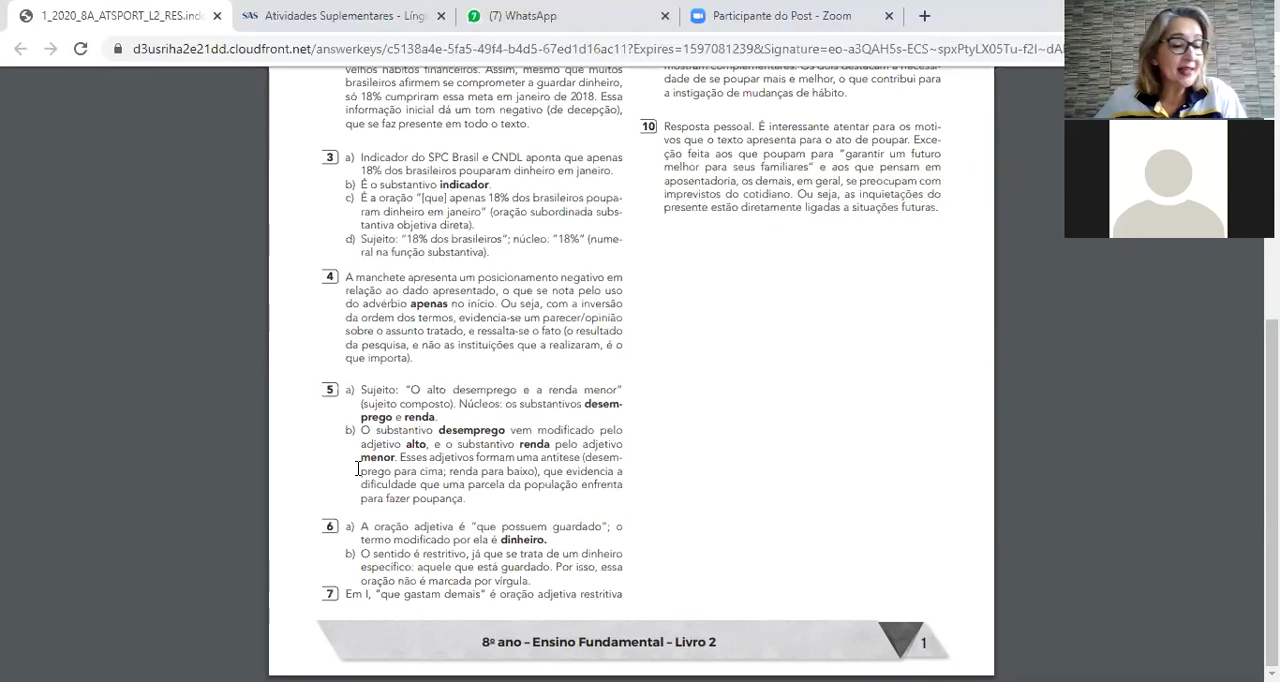 1_2020_8A_ATSPORT_L2_RES.indd
SAS Atividades Suplementares - Líng
(7) WhatsApp
Participante do Post - Zoom
d3usriha2e21dd.cloudfront.net/answerkeys/c5138a4e-5fa5-49f4-b4d5-67ed1d16ac11?Expires=1597081239&Signature=eo-a3QAH5s-ECS~spxPtyLX05Tu-f2I~dA
velhos hábitos financeiros. Assim, mesmo que muitos
brasileiros afirmem se comprometer a guardar dinheiro,
só 18% cumpriram essa meta em janeiro de 2018. Essa
informação inicial dá um tom negativo (de decepção),
que se faz presente em todo o texto.
3 a) Indicador do SPC Brasil e CNDL aponta que apenas
18% dos brasileiros pouparam dinheiro em janeiro.
b) É o substantivo indicador.
c) É a oração "[que] apenas 18% dos brasileiros poupa-
ram dinheiro em janeiro" (oração subordinada subs-
tantiva objetiva direta).
d) Sujeito: "18% dos brasileiros"; núcleo: "18%" (nume-
ral na função substantiva).
4 A manchete apresenta um posicionamento negativo em
relação ao dado apresentado, o que se nota pelo uso
do advérbio apenas no início. Ou seja, com a inversão
da ordem dos termos, evidencia-se um parecer/opinião
sobre o assunto tratado, e ressalta-se o fato (o resultado
da pesquisa, e não as instituições que a realizaram, é o
que importa).
5 a) Sujeito: "O alto desemprego e a renda menor"
(sujeito composto). Núcleos: os substantivos desem-
prego e renda.
b) O substantivo desemprego vem modificado pelo
adjetivo alto, e o substantivo renda pelo adjetivo
menor. Esses adjetivos formam uma antítese (desem-
prego para cima; renda para baixo), que evidencia a
dificuldade que uma parcela da população enfrenta
para fazer poupança.
6 a) A oração adjetiva é "que possuem guardado"; o
termo modificado por ela é dinheiro.
b) O sentido é restritivo, já que se trata de um dinheiro
específico: aquele que está guardado. Por isso, essa
oração não é marcada por vírgula.
7 Em I, "que gastam demais" é oração adjetiva restritiva
mostram complementares. Os dois destacam a necessi-
dade de se poupar mais e melhor, o que contribui para
a instigação de mudanças de hábito.
10 Resposta pessoal. É interessante atentar para os moti-
vos que o texto apresenta para o ato de poupar. Exce-
ção feita aos que poupam para "garantir um futuro
melhor para seus familiares" e aos que pensam em
aposentadoria, os demais, em geral, se preocupam com
imprevistos do cotidiano. Ou seja, as inquietações do
presente estão diretamente ligadas a situações futuras.
8º ano – Ensino Fundamental – Livro 2
1